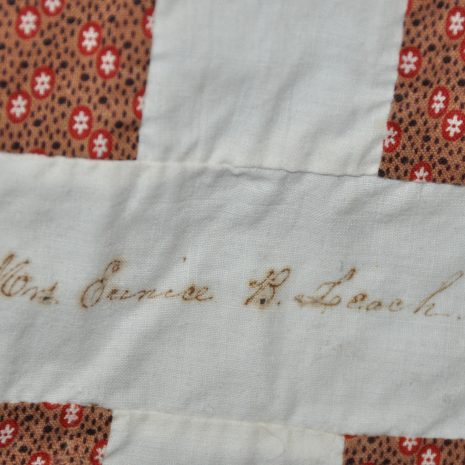 Mrs. Eunice B. Leach.